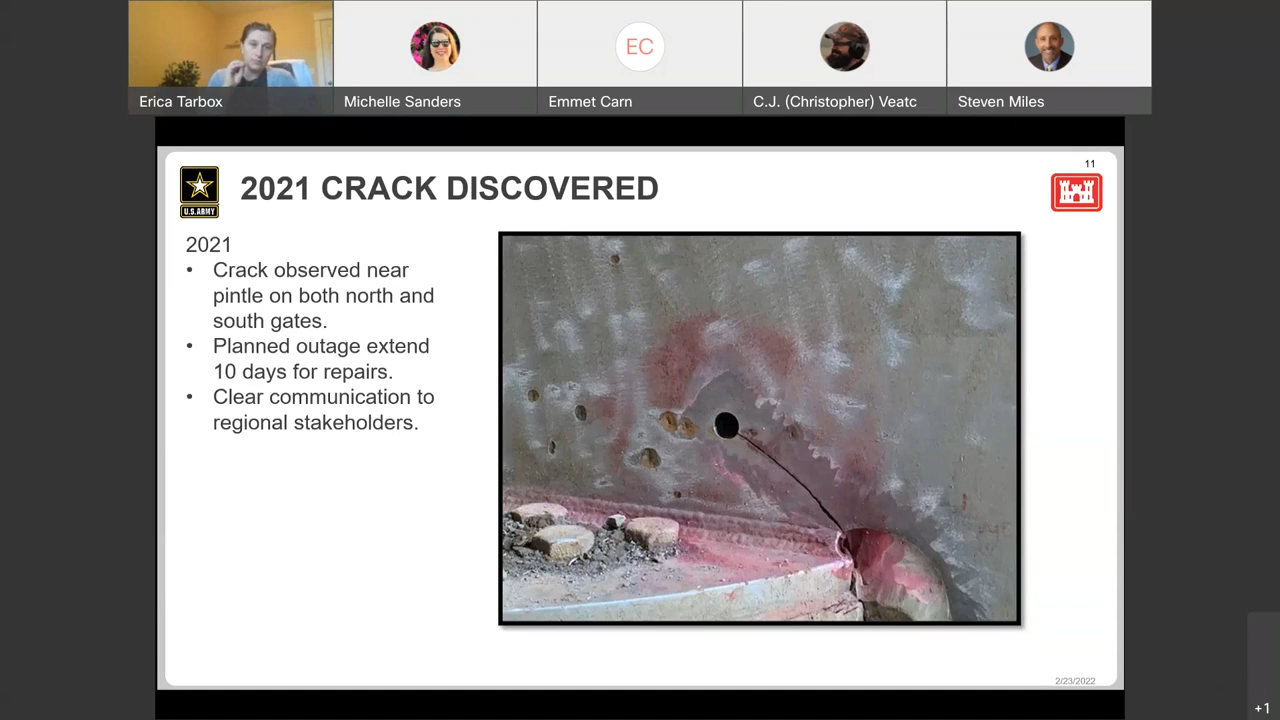 EC
Erica Tarbox
Michelle Sanders
Emmet Carn
C.J. (Christopher) Veatc
Steven Miles
11
U.S.ARMY
2021 CRACK DISCOVERED
2021
• Crack observed near
pintle on both north and
south gates.
• Planned outage extend
10 days for repairs.
• Clear communication to
regional stakeholders.
2/23/2022
+1